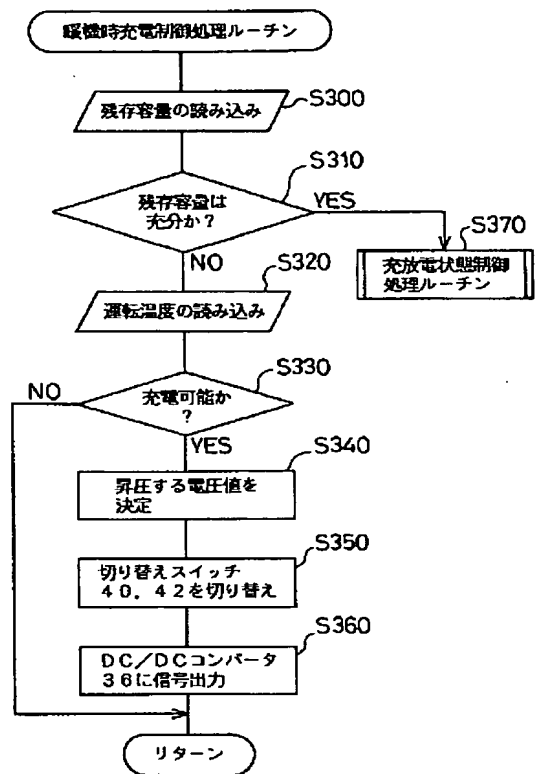 暖機時充電制御処理ルーチン
残存容量の読み込み
S300
残存容量は
充分か？
S310
YES
NO
S370
充放電状態制御
処理ルーチン
S320
運転温度の読み込み
S330
充電可能か
？
NO
YES
S340
昇圧する電圧値を
決定
S350
切り替えスイッチ
４０，４２を切り替え
S360
ＤＣ／ＤＣコンバータ
３６に信号出力
リターン